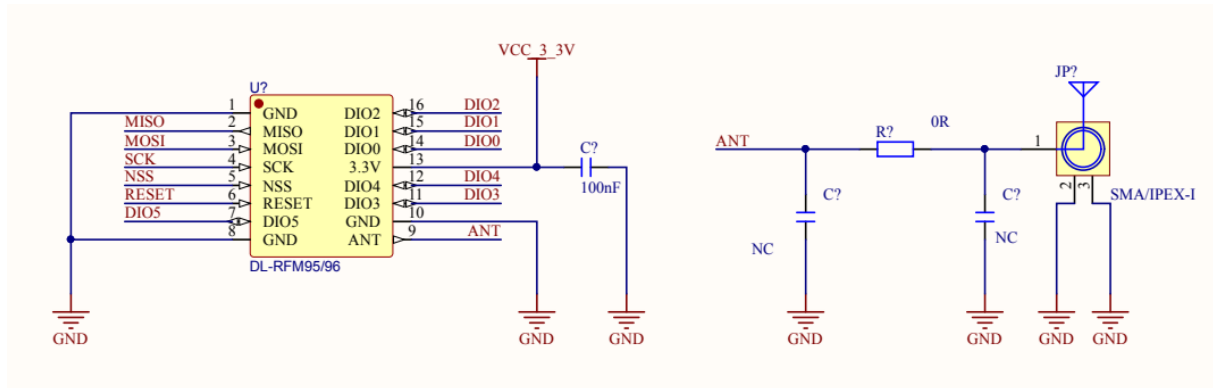 VCC_3_3V
U?
1 GND DIO2 16 DIO2
MISO 2 MISO DIO1 15 DIO1
MOSI 3 MOSI DIO0 14 DIO0
SCK 4 SCK 3.3V 13
NSS 5 NSS DIO4 12 DIO4
RESET 6 RESET DIO3 11 DIO3
DIO5 7 DIO5 GND 10
8 GND ANT 9 ANT
DL-RFM95/96
C?
100nF
GND
GND
GND
JP?
ANT
R?
0R
1
C?
NC
C?
NC
2
3
SMA/IPEX-I
GND
GND
GND
GND